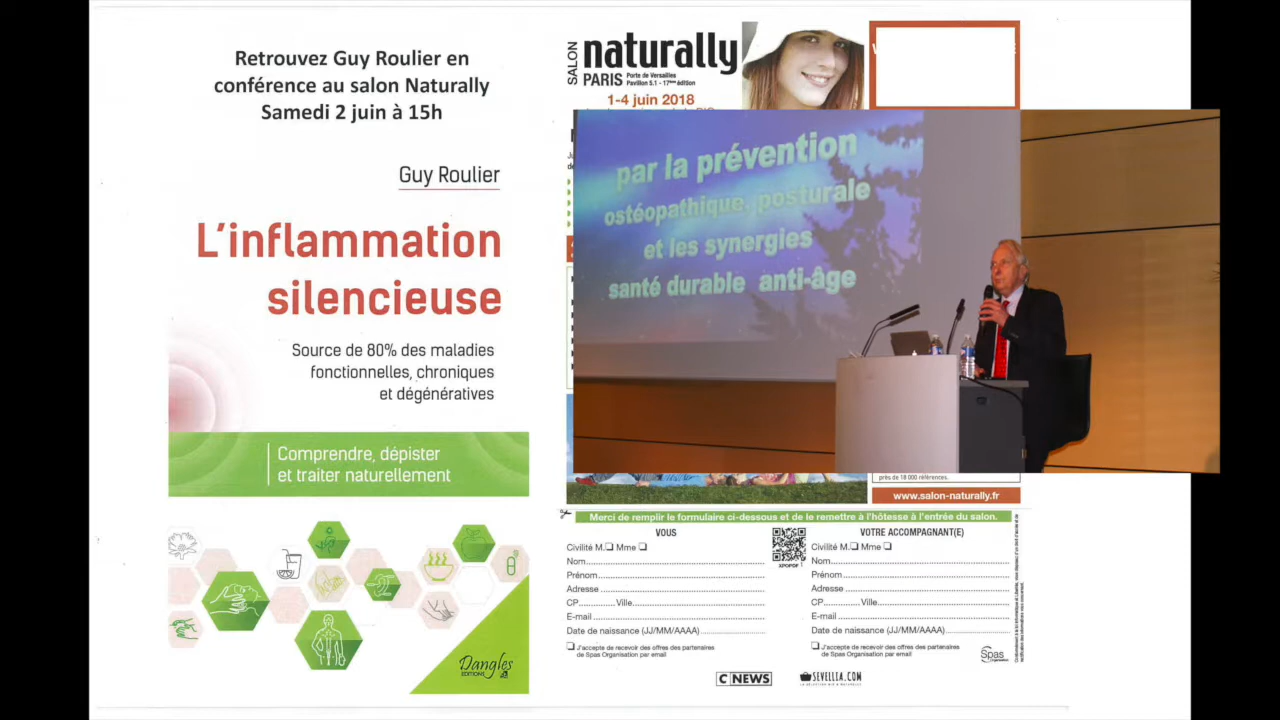 Retrouvez Guy Roulier en
conférence au salon Naturally
Samedi 2 juin à 15h
Guy Roulier
L'inflammation
silencieuse
Source de 80% des maladies
fonctionnelles, chroniques
et dégénératives
Comprendre, dépister
et traiter naturellement
Dangles
EDITIONS
SALON
naturally
PARIS
Porte de Versailles
Pavillon 5.1 - 17ème édition
1-4 juin 2018
par la prévention
ostéopathique, posturale
et les synergies
santé durable anti-âge
près de 18 000 références.
www.salon-naturally.fr
Merci de remplir le formulaire ci-dessous et de le remettre à l'hôtesse à l'entrée du salon.
VOUS
Civilité M. Mme
Nom
Prénom
Adresse
CP Ville
E-mail
Date de naissance (JJ/MM/AAAA)
J'accepte de recevoir des offres des partenaires
de Spas Organisation par email
XPOPDF
VOTRE ACCOMPAGNANT(E)
Civilité M. Mme
Nom
Prénom
Adresse
CP Ville
E-mail
Date de naissance (JJ/MM/AAAA)
J'accepte de recevoir des offres des partenaires
de Spas Organisation par email
Spas
Organisation
CNEWS
SEVELLIA.COM